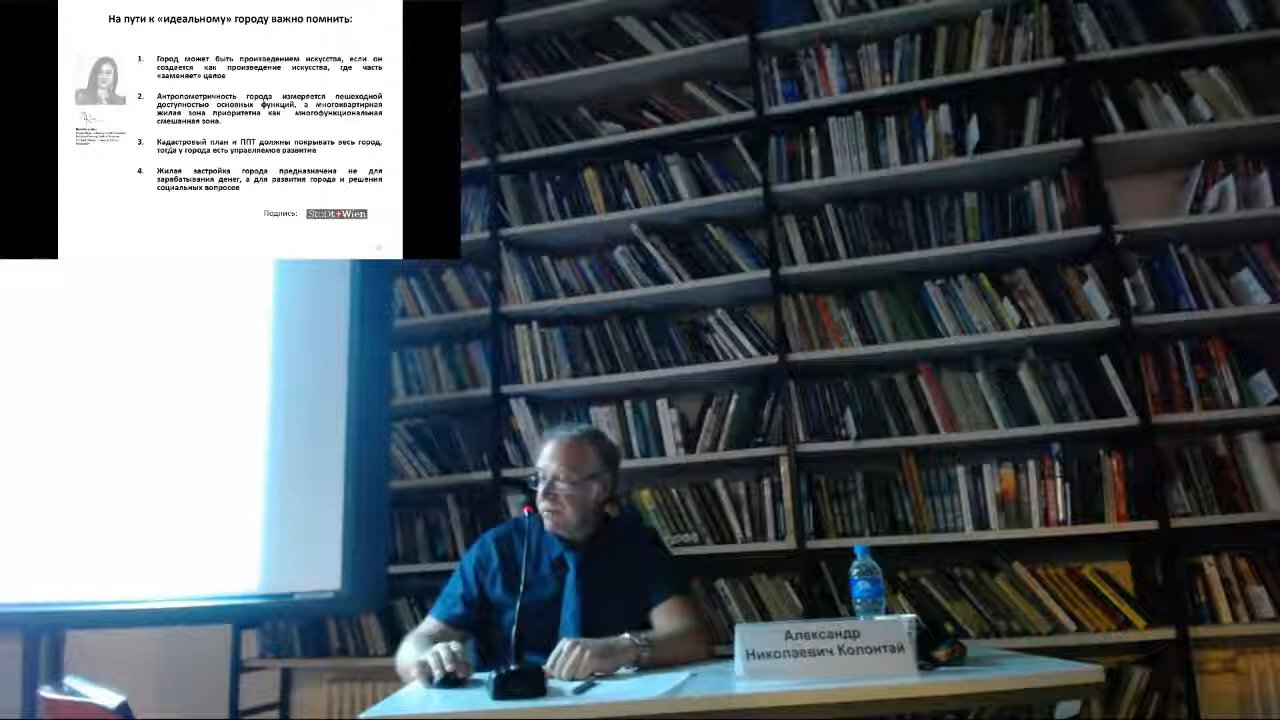 На пути к «идеальному» городу важно помнить:
1. Город может быть произведением искусства, если он
создается как произведение искусства, где часть
«заменяет» целое
2. Антропометричность города измеряется пешеходной
доступностью основных функций, а многоквартирная
жилая зона приоритетна как многофункциональная
смешанная зона.
3. Кадастровый план и ППТ должны покрывать весь город,
тогда у города есть управляемое развитие
4. Жилая застройка города предназначена не для
зарабатывания денег, а для развития города и решения
социальных вопросов
Подпись: StaDt+Wien
Александр
Николаевич Колонтай